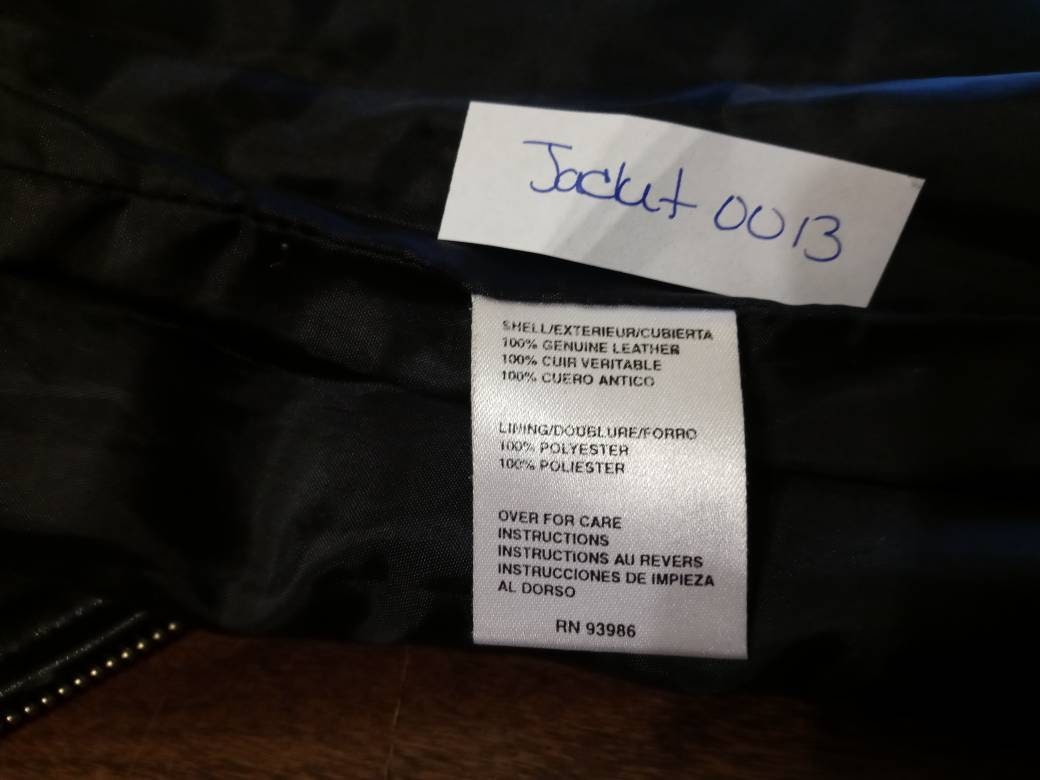 Jacket 0013
SHELL/EXTERIEUR/CUBIERTA
100% GENUINE LEATHER
100% CUIR VERITABLE
100% CUERO ANTICO
LINING/DOUBLURE/FORRO
100% POLYESTER
100% POLIESTER
OVER FOR CARE
INSTRUCTIONS
INSTRUCTIONS AU REVERS
INSTRUCCIONES DE IMPIEZA
AL DORSO
RN 93986